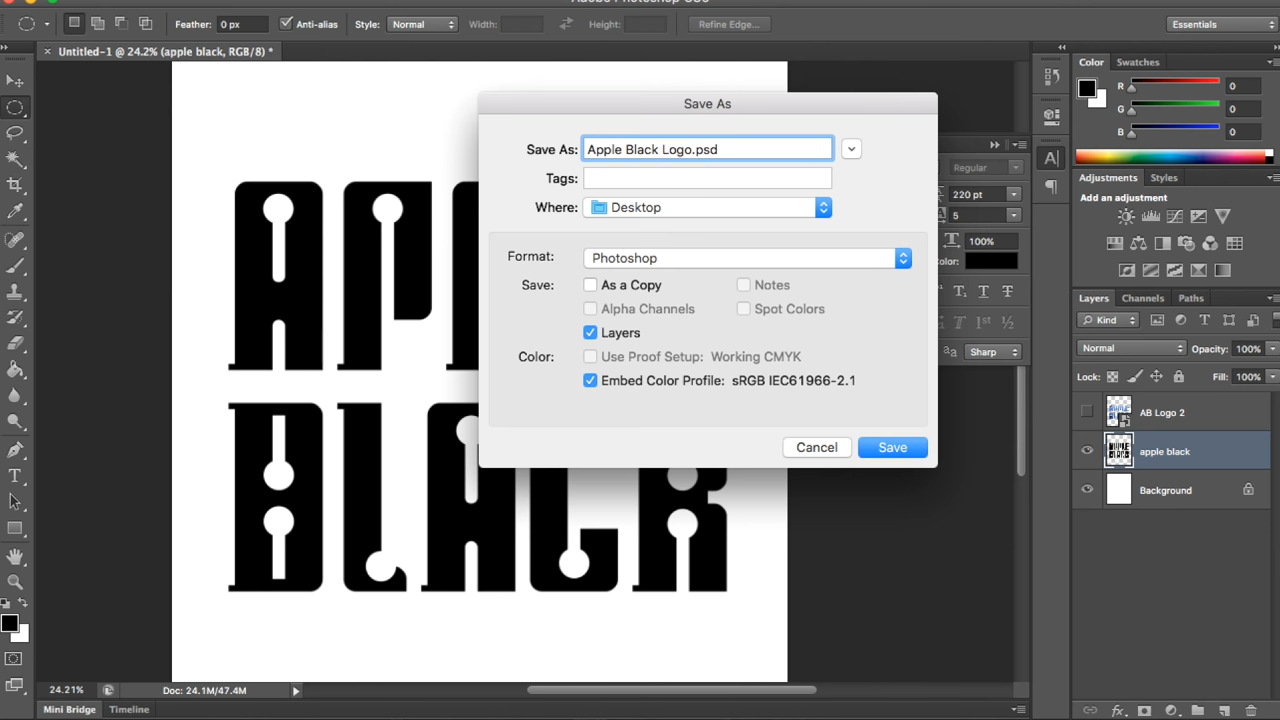 Feather: 0 px
Anti-alias
Style: Normal
Width:
Height:
Refine Edge...
Essentials
Untitled-1 @ 24.2% (apple black, RGB/8) *
Save As
Save As: Apple Black Logo.psd
Tags:
Where: Desktop
Format: Photoshop
Save: As a Copy
Notes
Alpha Channels
Spot Colors
Layers
Color: Use Proof Setup: Working CMYK
Embed Color Profile: sRGB IEC61966-2.1
Cancel
Save
BLACK
Regular
220 pt
5
100%
Sharp
Color
Swatches
R 0
G 0
B 0
Adjustments
Styles
Add an adjustment
Layers
Channels
Paths
Kind
Normal
Opacity: 100%
Lock:
Fill: 100%
AB Logo 2
apple black
Background
24.21%
Doc: 24.1M/47.4M
Mini Bridge
Timeline